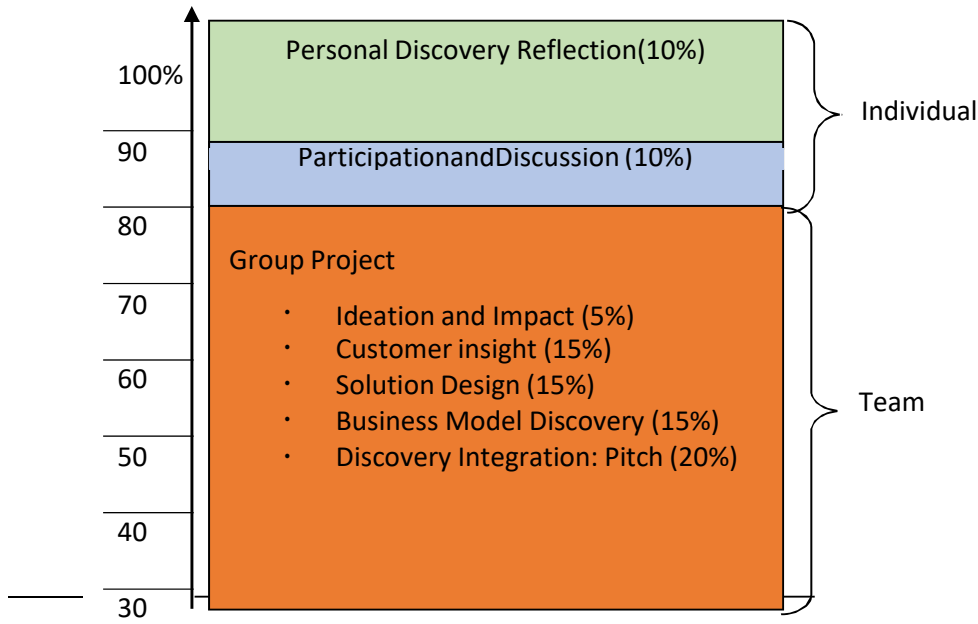 Personal Discovery Reflection(10%)
100%
Individual
90
ParticipationandDiscussion (10%)
80
Group Project
70
· Ideation and Impact (5%)
· Customer insight (15%)
60
· Solution Design (15%)
Team
· Business Model Discovery (15%)
50
· Discovery Integration: Pitch (20%)
40
30